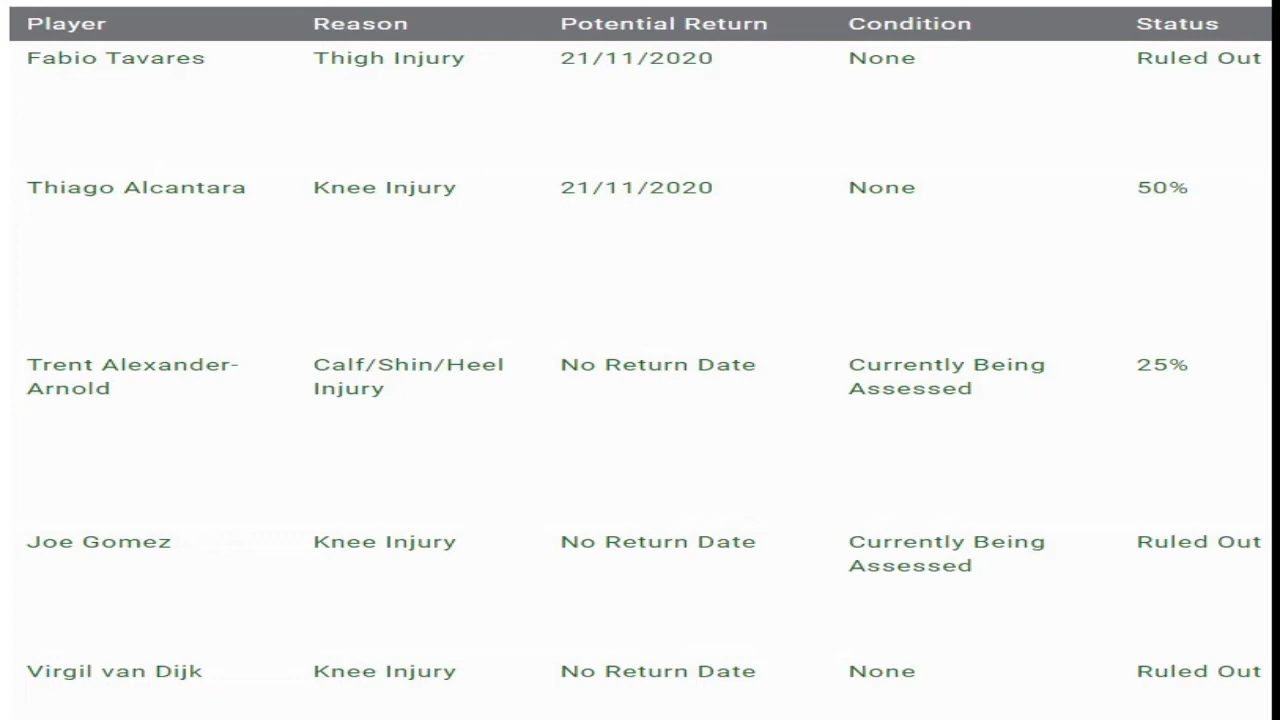 Player Reason Potential Return Condition Status
Fabio Tavares Thigh Injury 21/11/2020 None Ruled Out
Thiago Alcantara Knee Injury 21/11/2020 None 50%
Trent Alexander- Calf/Shin/Heel No Return Date Currently Being 25%
Arnold Injury Assessed
Joe Gomez Knee Injury No Return Date Currently Being Ruled Out
Assessed
Virgil van Dijk Knee Injury No Return Date None Ruled Out